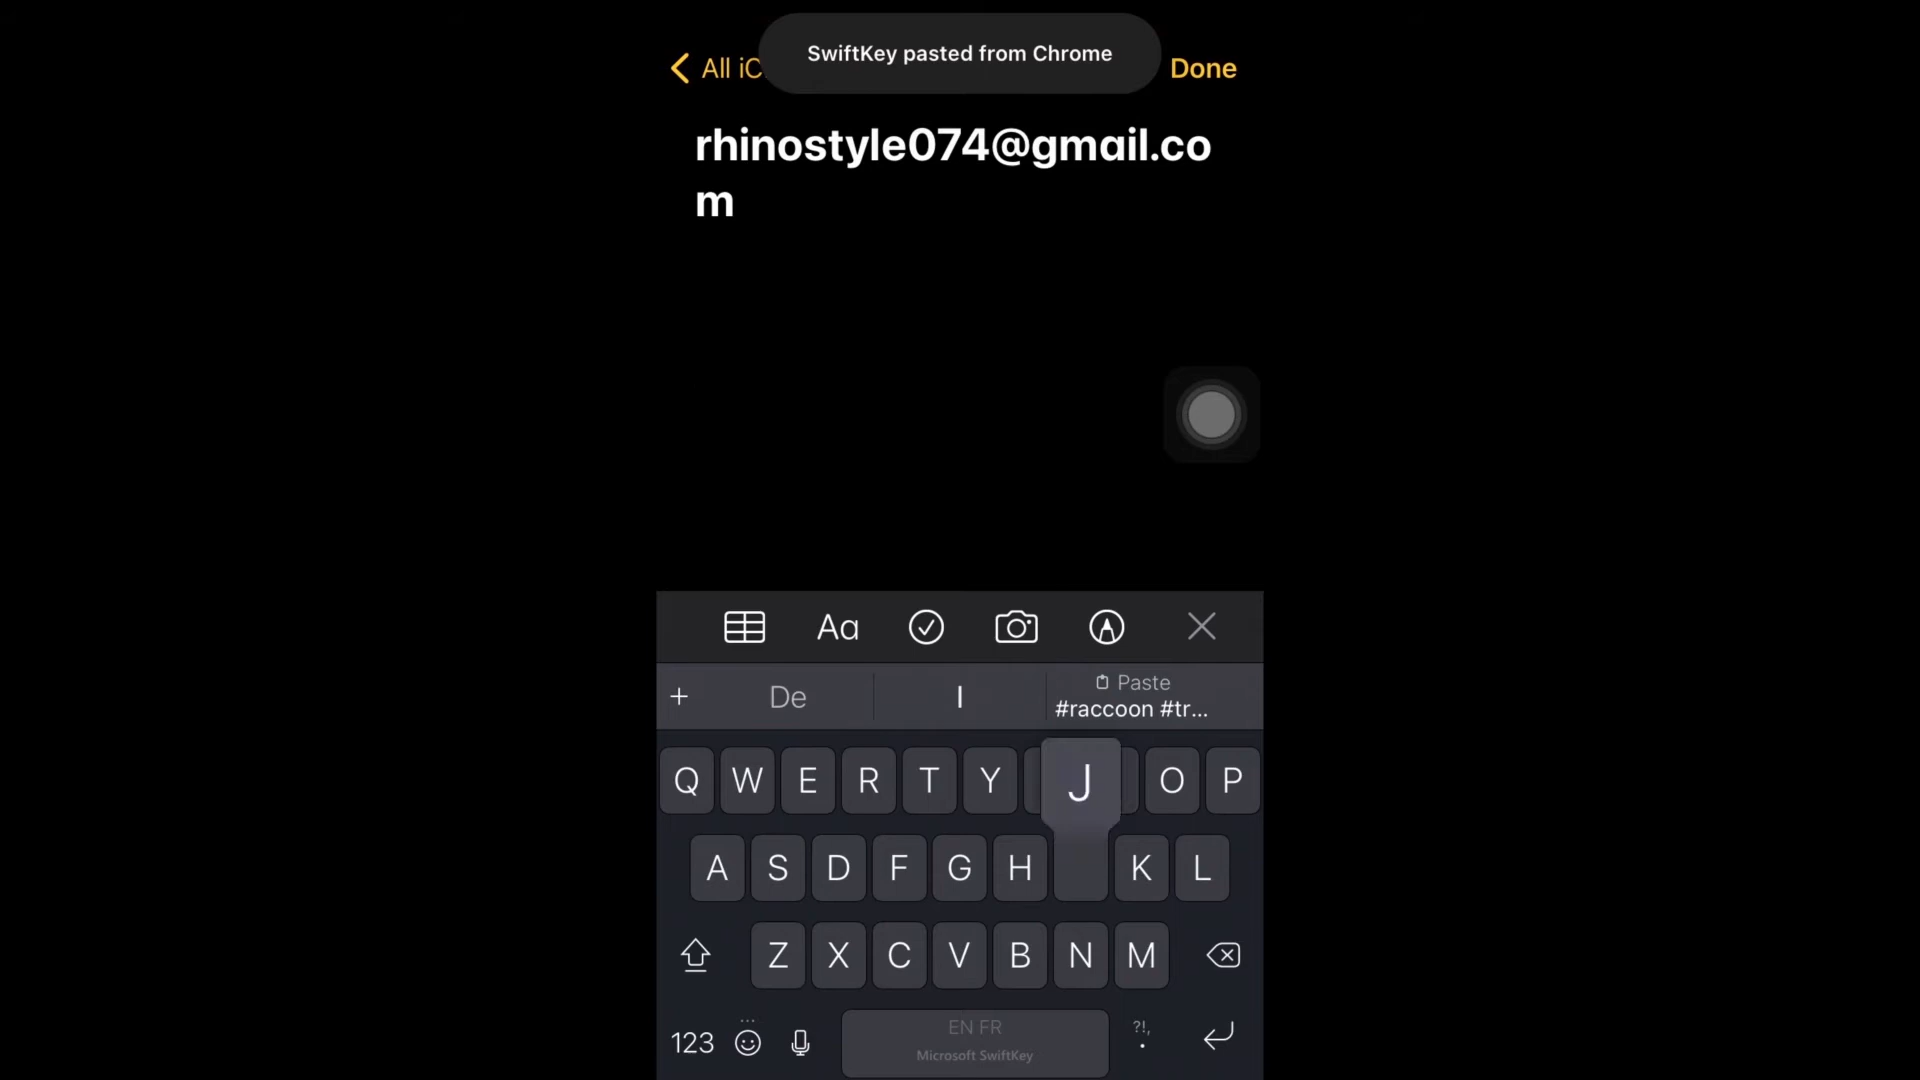 SwiftKey pasted from Chrome
All iC
Done
rhinostyle074@gmail.co
m
Aa
De
I
Paste
#raccoon #tr...
Q W E R T Y J O P
A S D F G H K L
Z X C V B N M
123
EN FR
?!,
.
Microsoft SwiftKey